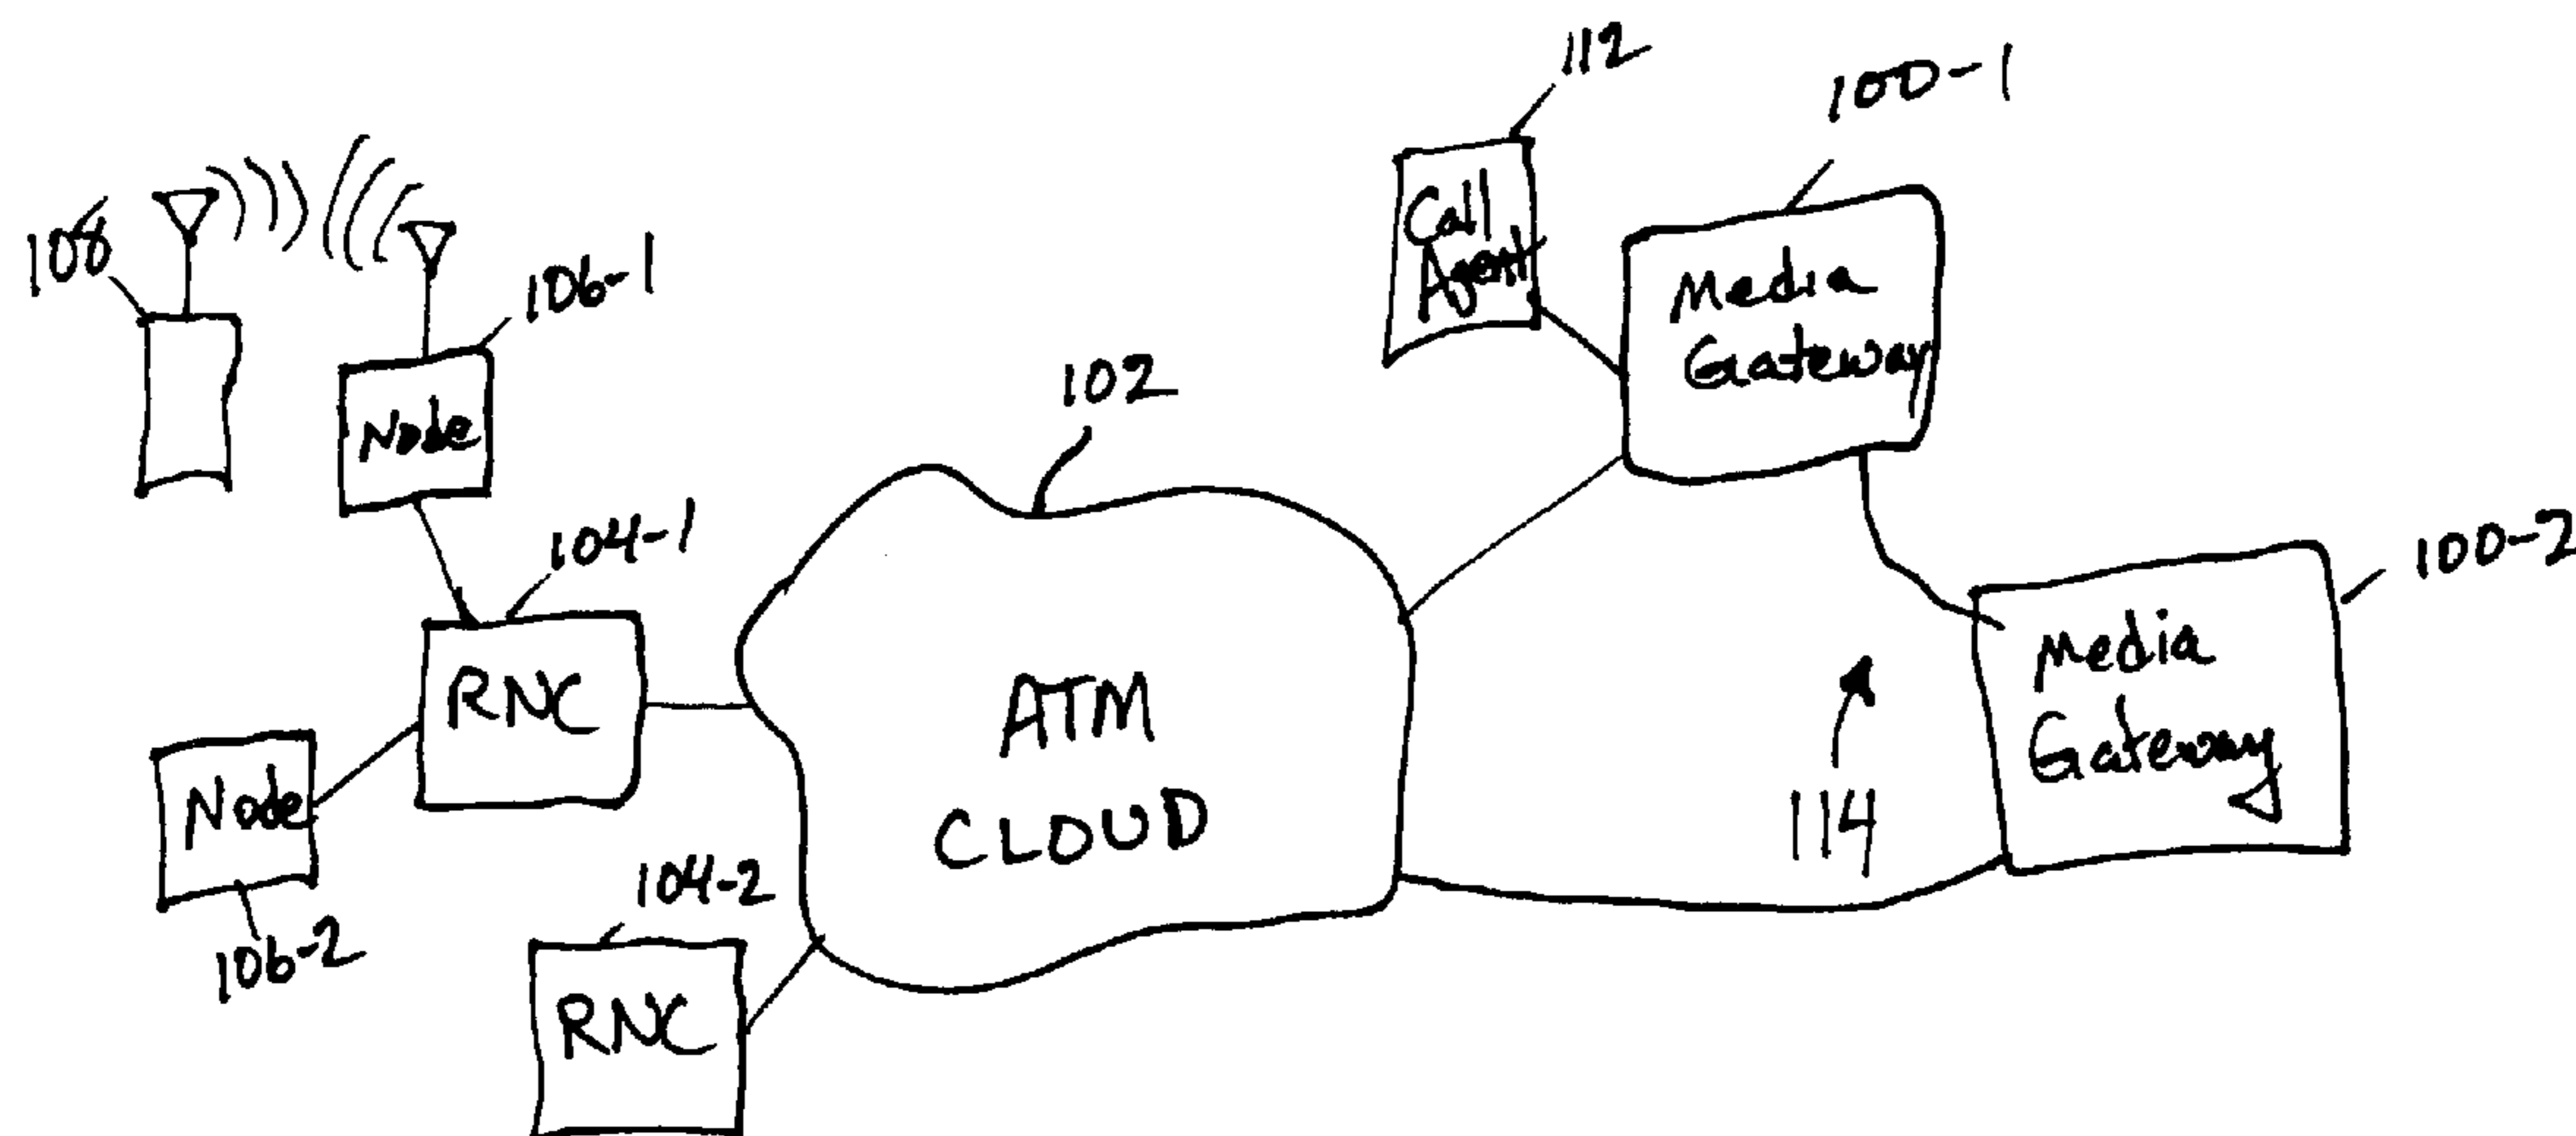 112
100-1
108
106-1
Call
Agent
Media
Gateway
Node
102
104-1
100-2
RNC
ATM
CLOUD
Media
Gateway
114
Node
106-2
104-2
RNC